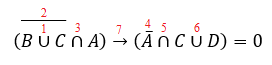 2
1 3 7 4 5 6
(B̅ ̅U̅ ̅C̅ ∩ A) → (Ā ∩ C U D) = 0